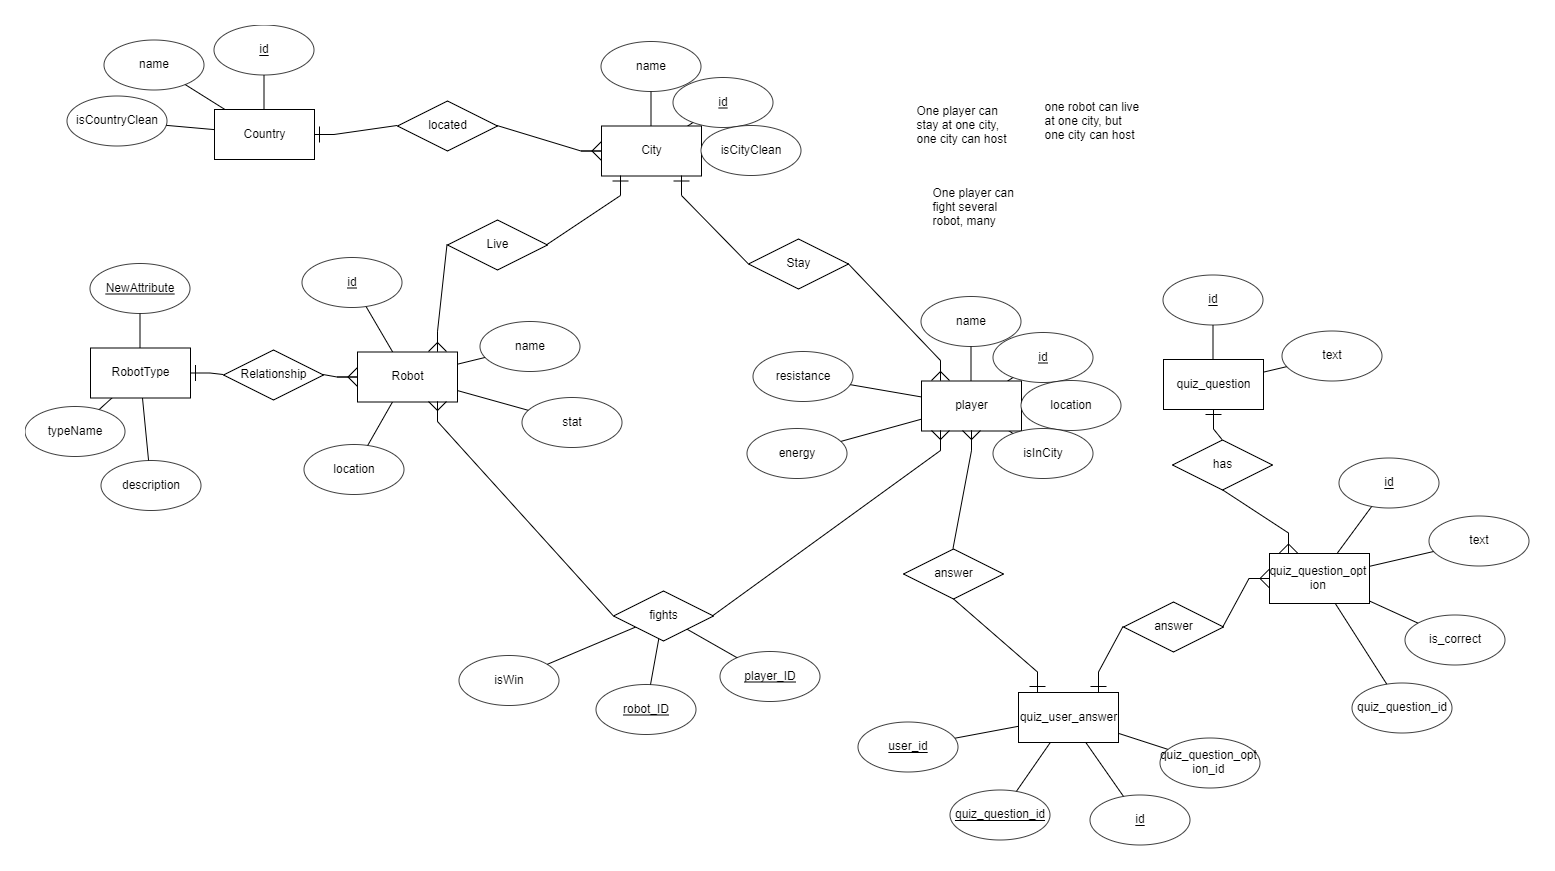 id
name
name
id
isCountryClean
Country
located
City
isCityClean
One player can
stay at one city,
one city can host
one robot can live
at one city, but
one city can host
One player can
fight several
robot, many
Live
Stay
NewAttribute
id
id
name
name
id
text
RobotType
Relationship
Robot
resistance
player
location
quiz_question
typeName
stat
energy
isInCity
description
location
has
id
text
answer
quiz_question_opt
ion
fights
answer
is_correct
isWin
robot_ID
player_ID
quiz_question_id
quiz_user_answer
user_id
quiz_question_opt
ion_id
quiz_question_id
id